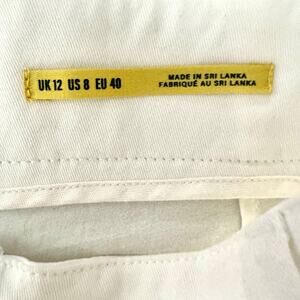 UK 12 US 8 EU 40
MADE IN SRI LANKA
FABRIQUÉ AU SRI LANKA